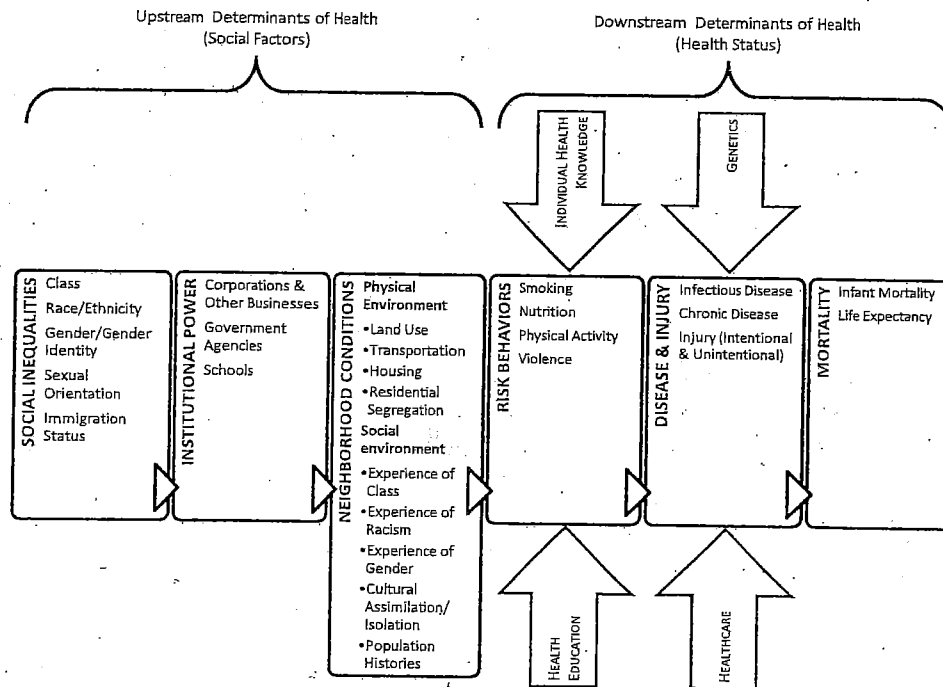 Upstream Determinants of Health
(Social Factors)
Downstream Determinants of Health
(Health Status)
INDIVIDUAL HEALTH
KNOWLEDGE
GENETICS
SOCIAL INEQUALITIES
Class
Race/Ethnicity
Gender/Gender
Identity
Sexual
Orientation
Immigration
Status
INSTITUTIONAL POWER
Corporations &
Other Businesses
Government
Agencies
Schools
NEIGHBORHOOD CONDITIONS
Physical
Environment
•Land Use
•Transportation
•Housing
•Residential
Segregation
Social
environment
•Experience of
Class
•Experience of
Racism
•Experience of
Gender
•Cultural
Assimilation/
Isolation
•Population
Histories
RISK BEHAVIORS
Smoking
Nutrition
Physical Activity
Violence
DISEASE & INJURY
Infectious Disease
Chronic Disease
Injury (Intentional
& Unintentional)
MORTALITY
Infant Mortality
Life Expectancy
HEALTH
EDUCATION
HEALTHCARE